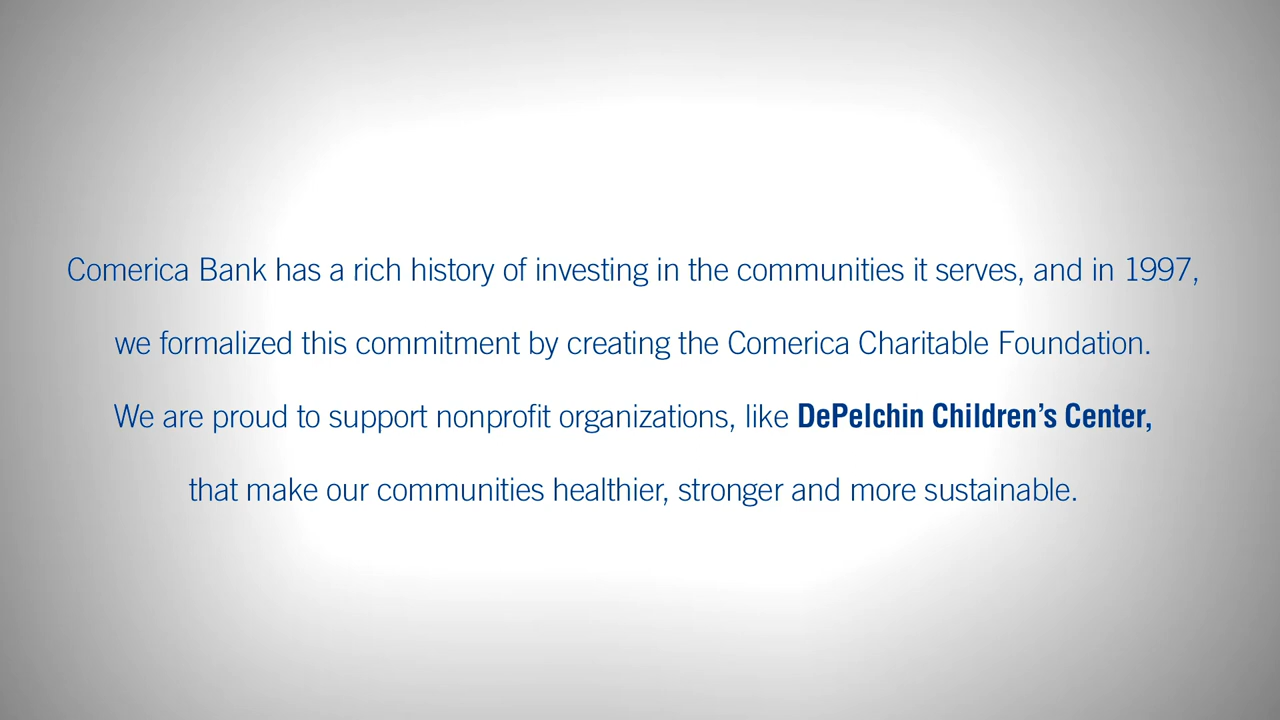 Comerica Bank has a rich history of investing in the communities it serves, and in 1997,
we formalized this commitment by creating the Comerica Charitable Foundation.
We are proud to support nonprofit organizations, like DePelchin Children’s Center,
that make our communities healthier, stronger and more sustainable.